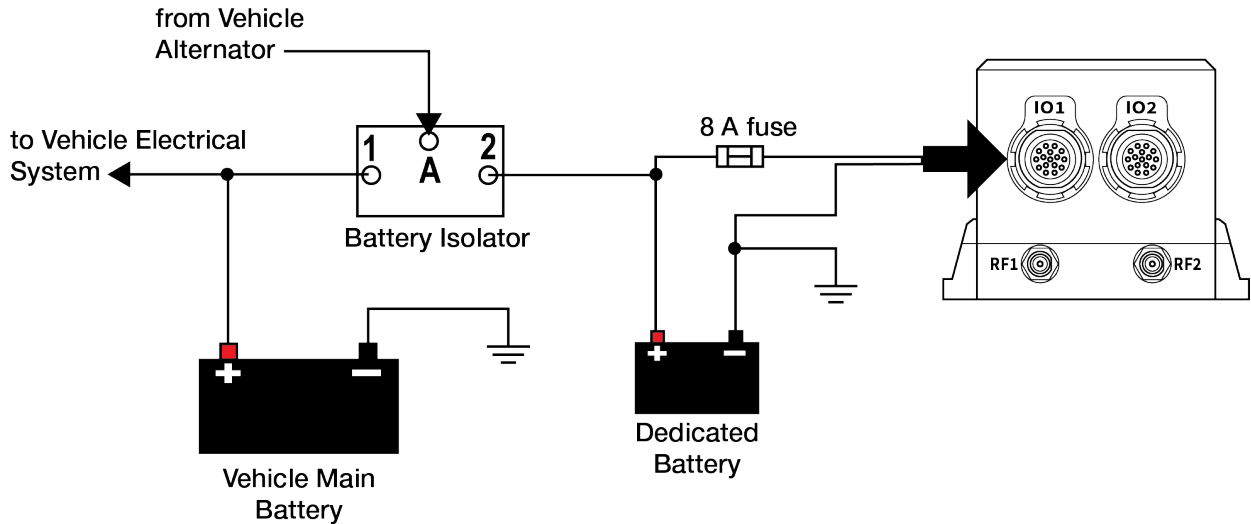 from Vehicle
Alternator
to Vehicle Electrical
System
1
A
2
Battery Isolator
8 A fuse
IO1
IO2
RF1
RF2
+
−
Vehicle Main
Battery
+
−
Dedicated
Battery